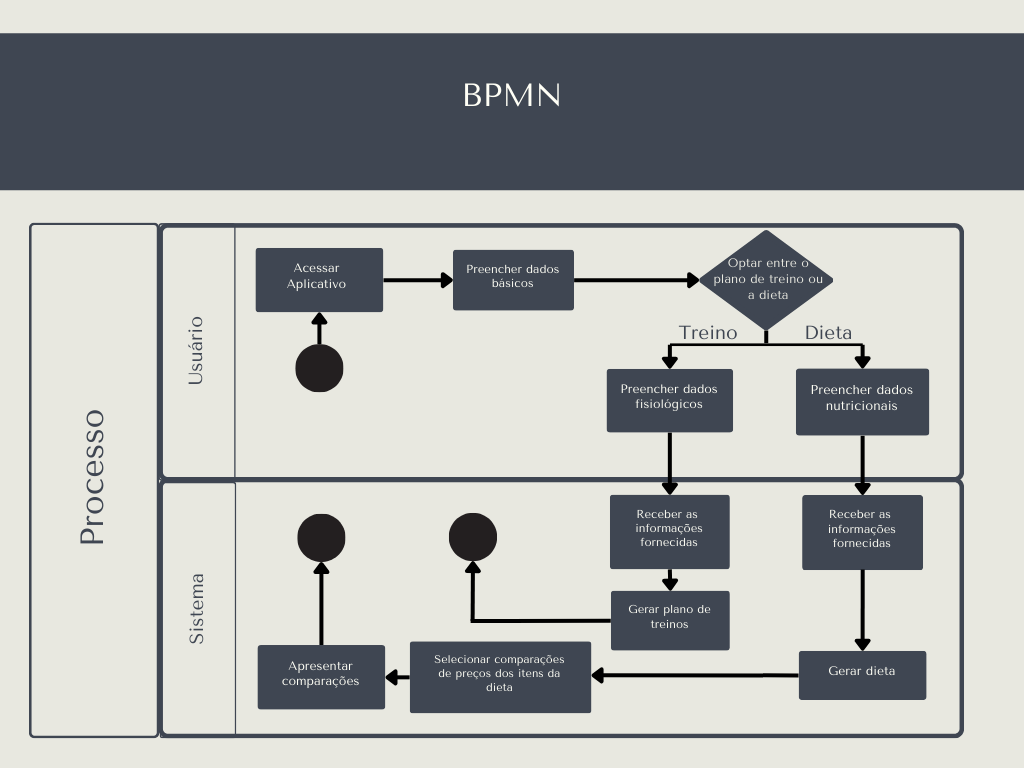 BPMN
Processo
Usuário
Acessar
Aplicativo
Preencher dados
básicos
Optar entre o
plano de treino ou
a dieta
Treino
Dieta
Preencher dados
fisiológicos
Preencher dados
nutricionais
Sistema
Receber as
informações
fornecidas
Receber as
informações
fornecidas
Gerar plano de
treinos
Gerar dieta
Selecionar comparações
de preços dos itens da
dieta
Apresentar
comparações